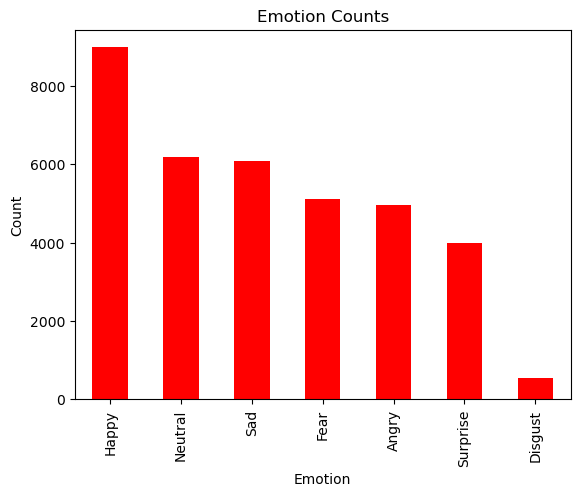 Emotion Counts
Count
8000
6000
4000
2000
0
Happy
Neutral
Sad
Fear
Angry
Surprise
Disgust
Emotion